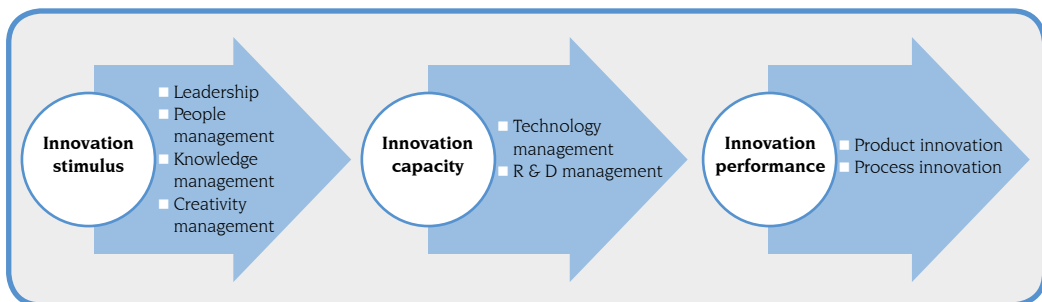 Innovation
stimulus
Leadership
People
management
Knowledge
management
Creativity
management
Innovation
capacity
Technology
management
R & D management
Innovation
performance
Product innovation
Process innovation